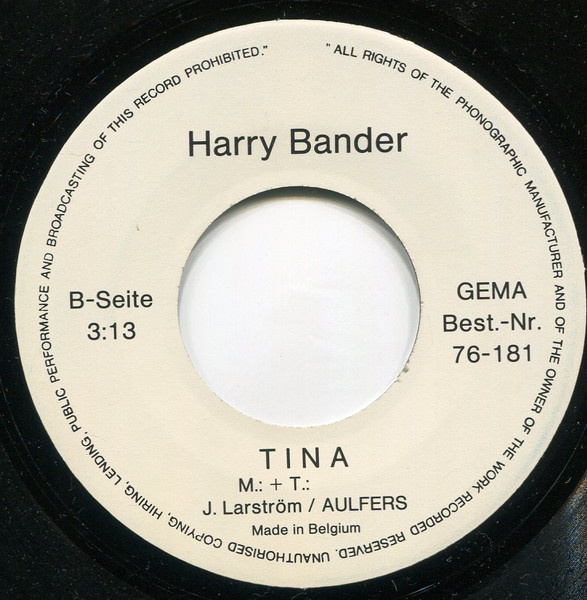 "ALL RIGHTS OF THE PHONOGRAPHIC MANUFACTURER AND OF THE OWNER OF THE WORK RECORDED RESERVED. UNAUTHORISED COPYING, HIRING, LENDING, PUBLIC PERFORMANCE AND BROADCASTING OF THIS RECORD PROHIBITED."
Harry Bander
B-Seite
3:13
GEMA
Best.-Nr.
76-181
TINA
M.: + T.:
J. Larström / AULFERS
Made in Belgium